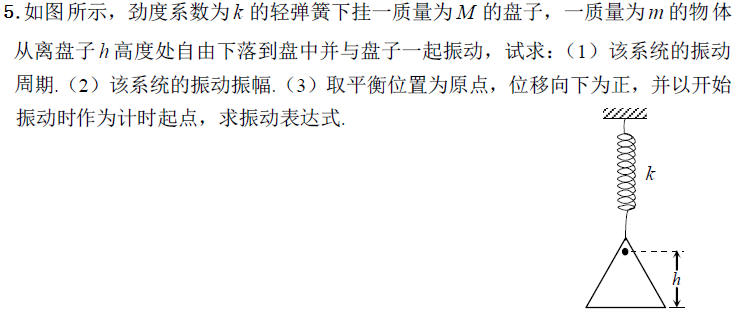 5.如图所示，劲度系数为 k 的轻弹簧下挂一质量为 M 的盘子，一质量为 m 的物体
从离盘子 h 高度处自由下落到盘中并与盘子一起振动，试求：（1）该系统的振动
周期.（2）该系统的振动振幅.（3）取平衡位置为原点，位移向下为正，并以开始
振动时作为计时起点，求振动表达式.
k
h